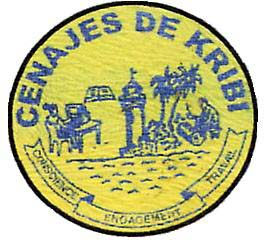 CENAJES DE KRIBI
CONSCIENCE
ENGAGEMENT
TRAVAIL